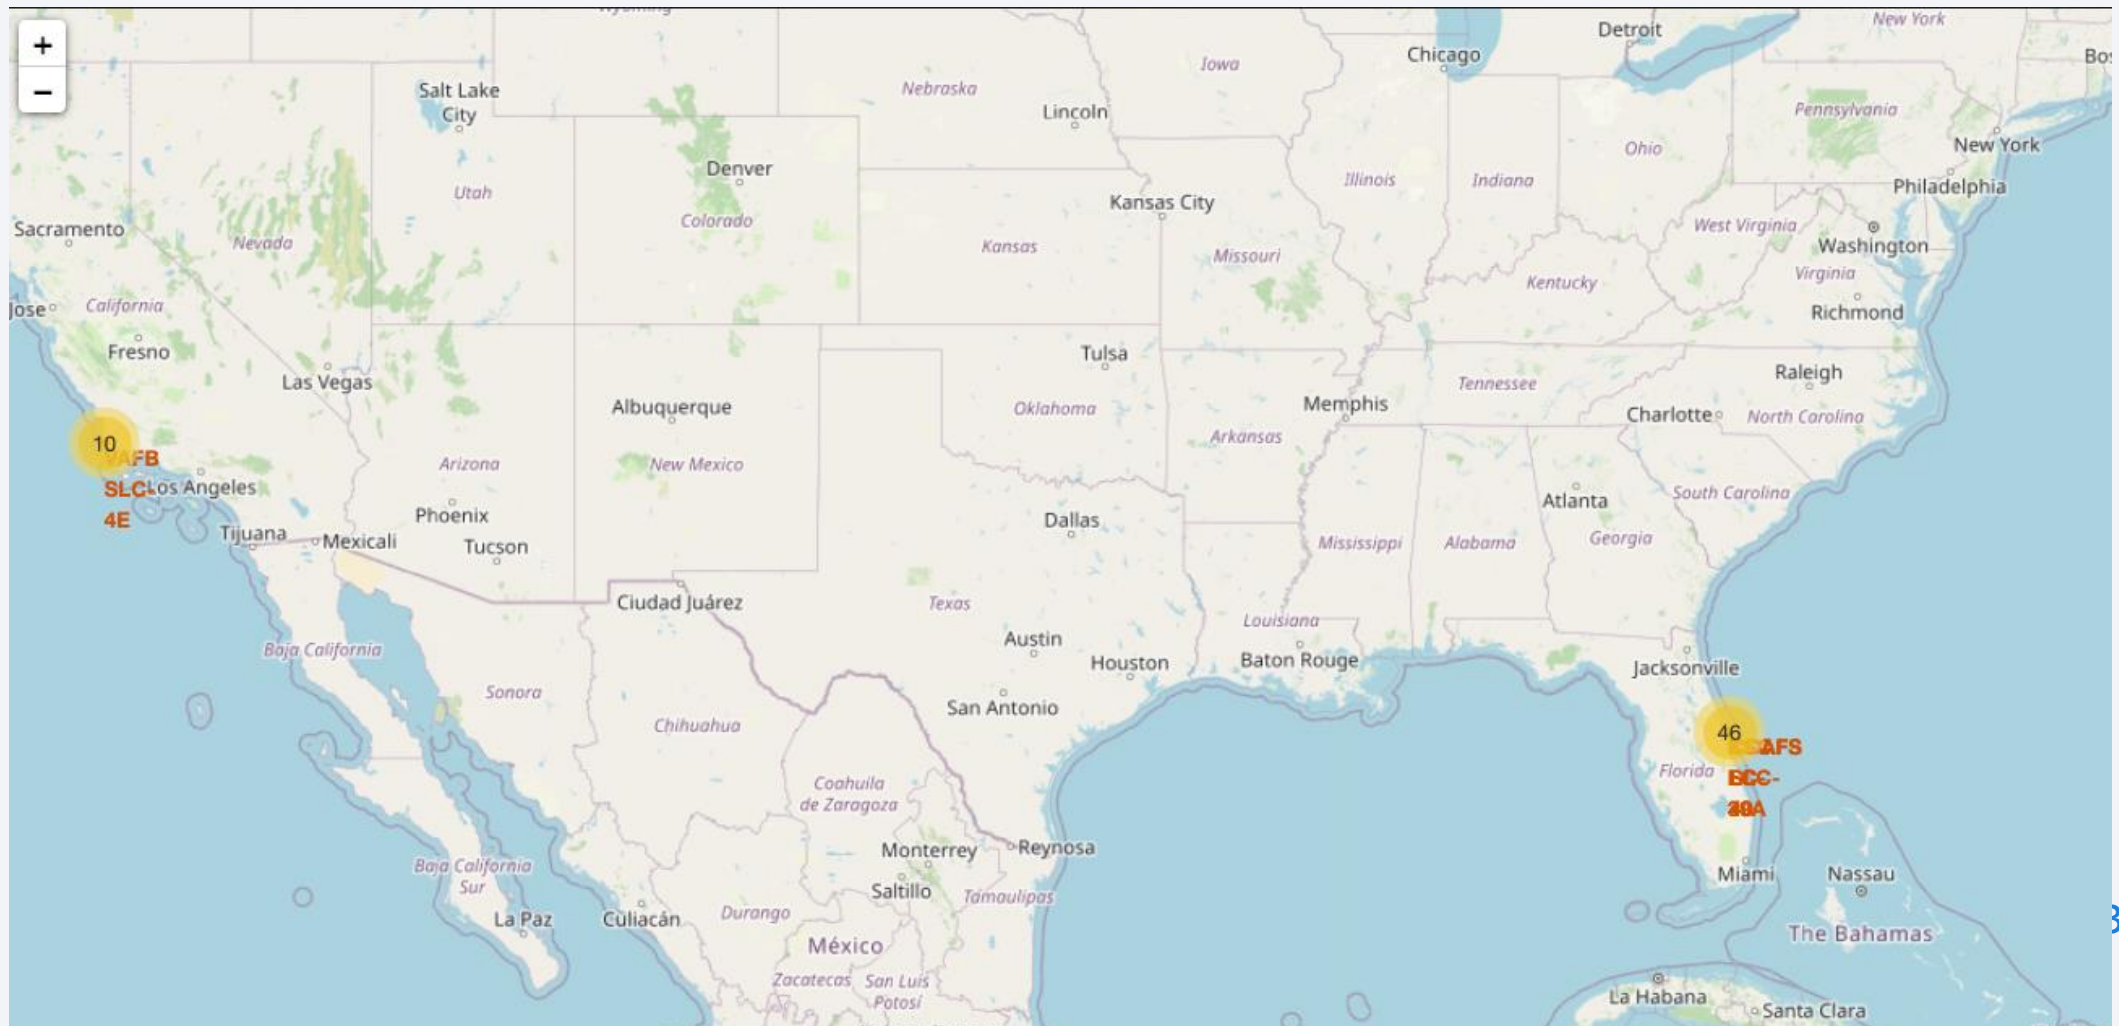 Wyoming
New York
+
Detroit
Chicago
Iowa
−
Salt Lake
City
Nebraska
Lincoln
Pennsylvania
New York
Ohio
Denver
Utah
Colorado
Illinois
Indiana
Philadelphia
Kansas City
Sacramento
Nevada
Kansas
Missouri
West Virginia
Washington
Virginia
Kentucky
Jose
California
Richmond
Fresno
Las Vegas
Tulsa
Tennessee
Raleigh
Albuquerque
Oklahoma
Memphis
Charlotte
North Carolina
Arkansas
10
VAFB
SLC-
4E
Los Angeles
Arizona
New Mexico
South Carolina
Atlanta
Phoenix
Dallas
Tijuana
Mexicali
Tucson
Mississippi
Alabama
Georgia
Ciudad Juárez
Texas
Louisiana
Austin
Baja California
Houston
Baton Rouge
Jacksonville
Sonora
San Antonio
Chihuahua
46
Florida
Coahuila
de Zaragoza
Monterrey
Reynosa
Baja California
Sur
Saltillo
Tamaulipas
Miami
Nassau
La Paz
Culiacán
Durango
México
The Bahamas
Zacatecas
San Luis
Potosí
La Habana
Santa Clara